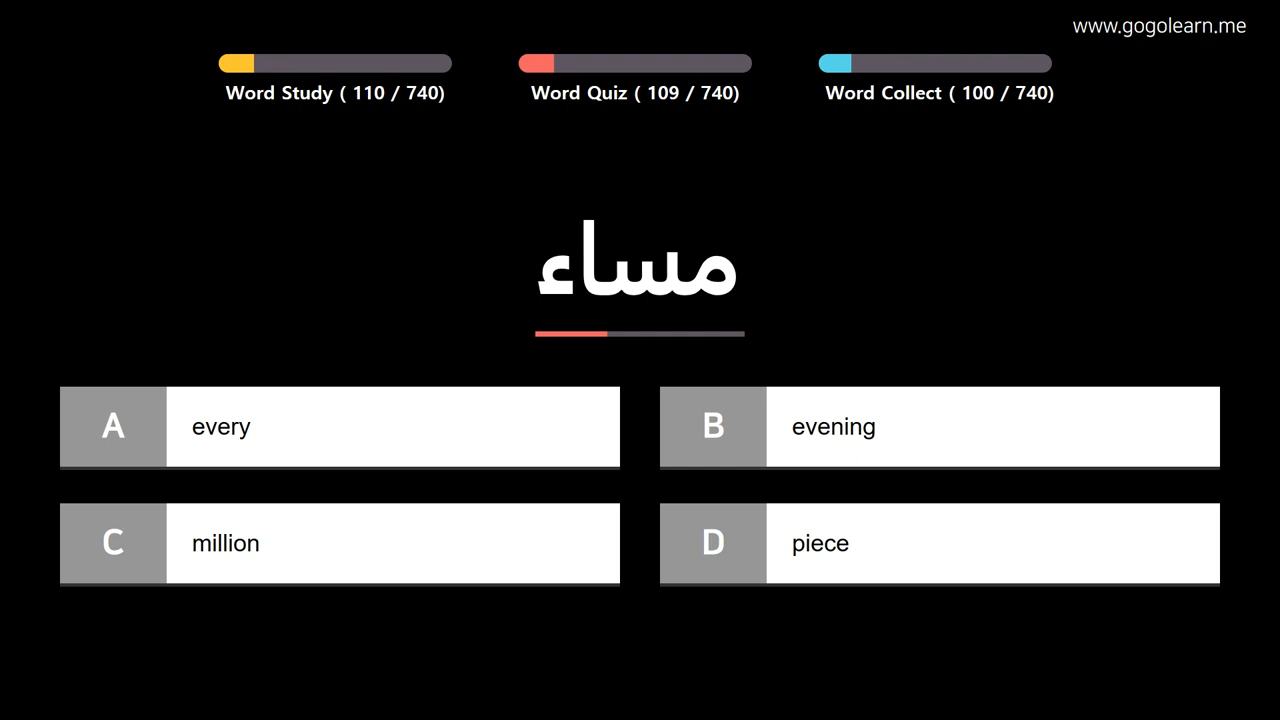 www.gogolearn.me
Word Study ( 110 / 740)
Word Quiz ( 109 / 740)
Word Collect ( 100 / 740)
مساء
A every
B evening
C million
D piece